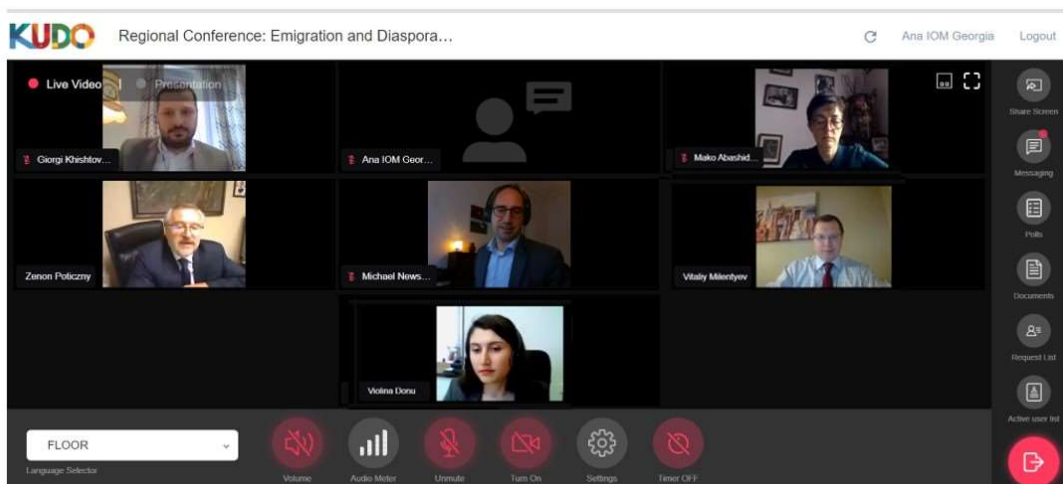 KUDO
Regional Conference: Emigration and Diaspora…
Ana IOM Georgia
Logout
Live Video
Presentation
Giorgi Khishtov...
Ana IOM Geor...
Mako Abashid...
Zenon Poticzny
Michael News...
Vitaliy Milentyev
Violina Donu
Share Screen
Messaging
Polls
Documents
Request List
Active user list
FLOOR
Language Selector
Volume
Audio Meter
Unmute
Turn On
Settings
Timer OFF